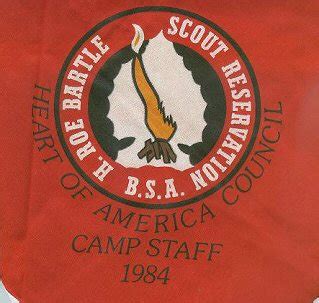 H. ROE BARTLE SCOUT RESERVATION
B.S.A.
HEART OF AMERICA COUNCIL
CAMP STAFF
1984